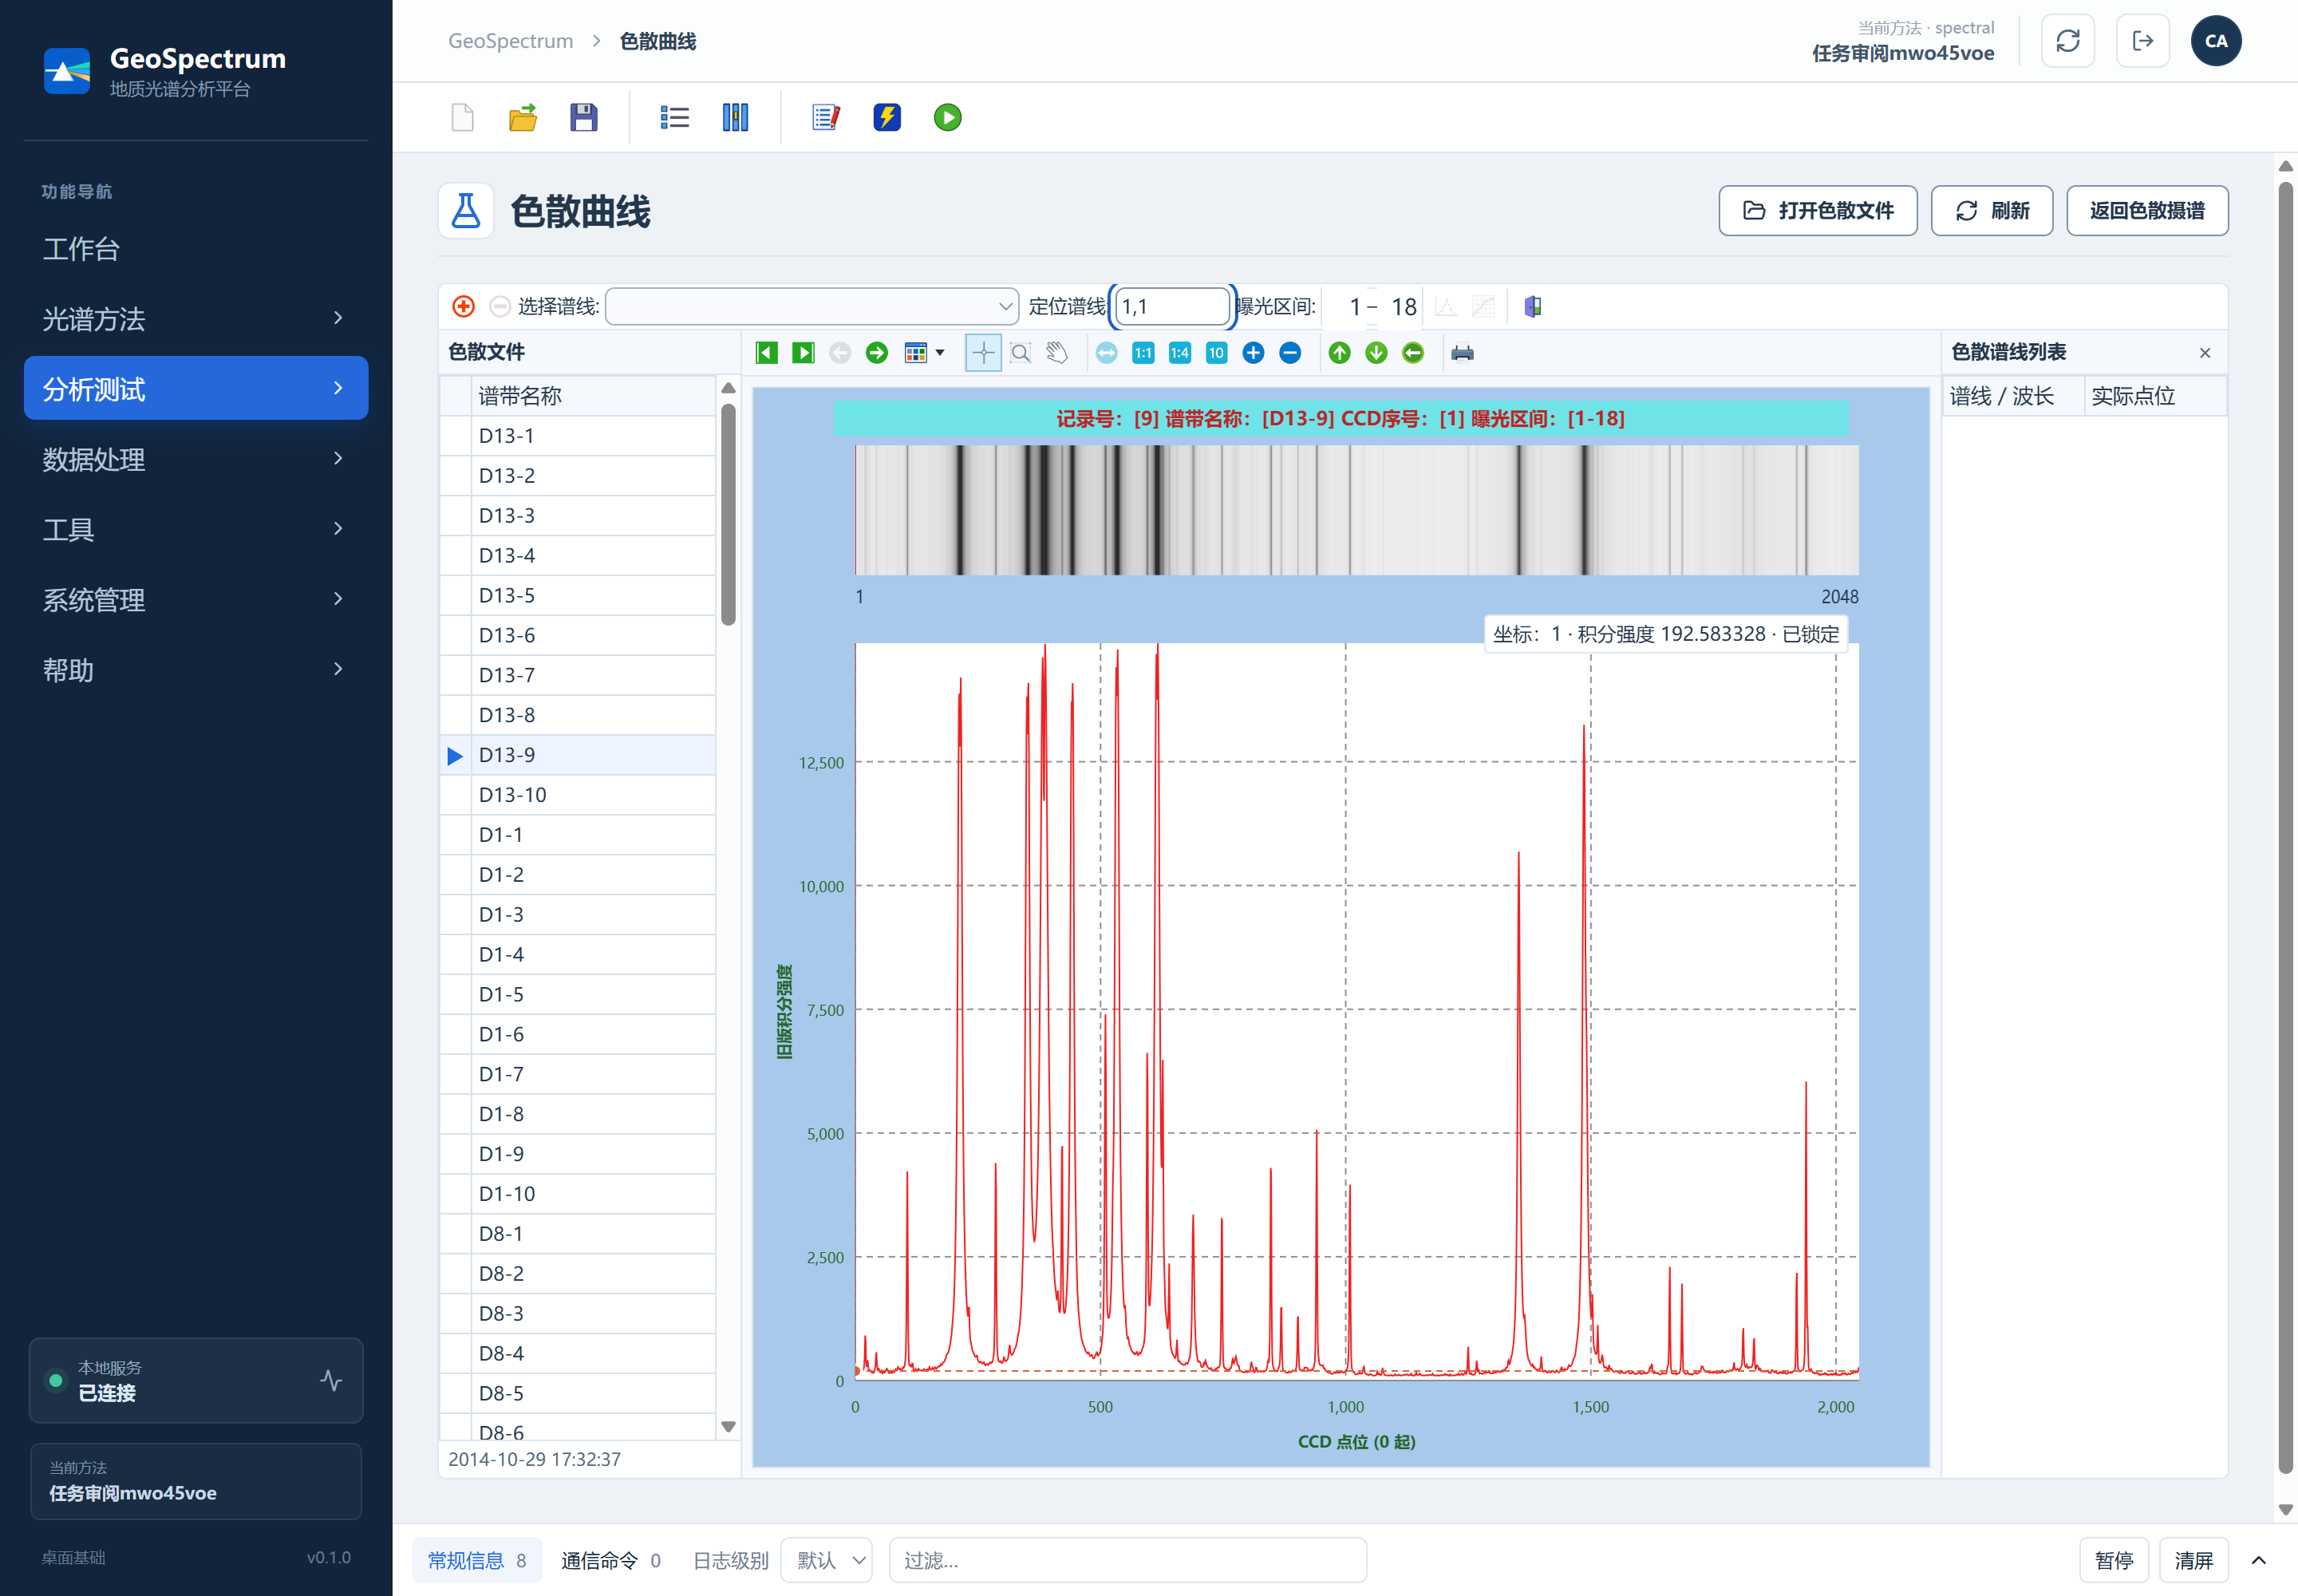 GeoSpectrum
地质光谱分析平台
功能导航
工作台
光谱方法
分析测试
数据处理
工具
系统管理
帮助
本地服务
已连接
当前方法
任务审阅mwo45voe
桌面基础 v0.1.0
GeoSpectrum > 色散曲线
当前方法 · spectral
任务审阅mwo45voe
CA
色散曲线
打开色散文件 刷新 返回色散摄谱
选择谱线: 定位谱线: 1,1 曝光区间: 1 – 18
色散文件
谱带名称
D13-1
D13-2
D13-3
D13-4
D13-5
D13-6
D13-7
D13-8
D13-9
D13-10
D1-1
D1-2
D1-3
D1-4
D1-5
D1-6
D1-7
D1-8
D1-9
D1-10
D8-1
D8-2
D8-3
D8-4
D8-5
D8-6
2014-10-29 17:32:37
1:1 1:4 10
记录号：[9] 谱带名称：[D13-9] CCD序号：[1] 曝光区间：[1-18]
1 2048
坐标：1 · 积分强度 192.583328 · 已锁定
旧版积分强度
12,500
10,000
7,500
5,000
2,500
0
0 500 1,000 1,500 2,000
CCD 点位 (0 起)
色散谱线列表 ×
谱线 / 波长 实际点位
常规信息 8 通信命令 0 日志级别 默认 过滤... 暂停 清屏